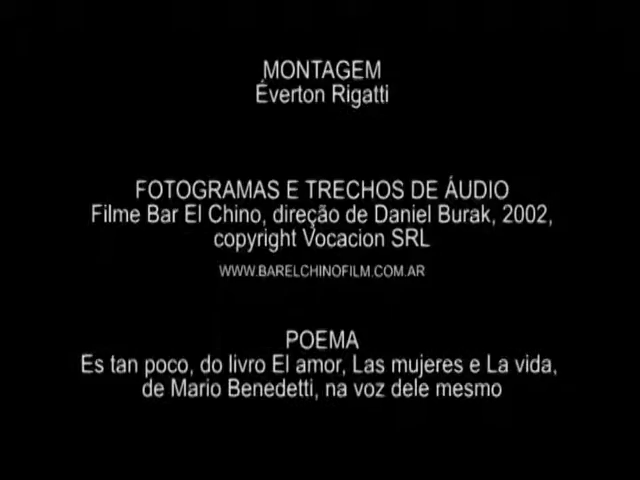 MONTAGEM
Éverton Rigatti
FOTOGRAMAS E TRECHOS DE ÁUDIO
Filme Bar El Chino, direção de Daniel Burak, 2002,
copyright Vocacion SRL
WWW.BARELCHINOFILM.COM.AR
POEMA
Es tan poco, do livro El amor, Las mujeres e La vida,
de Mario Benedetti, na voz dele mesmo